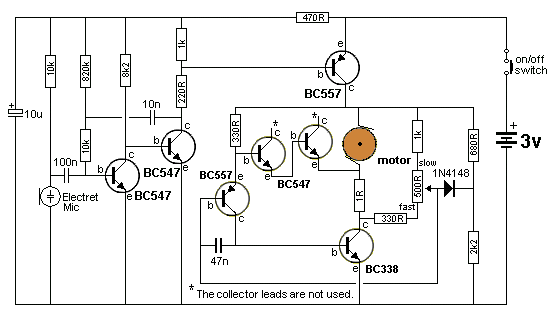 470R
10k
820k
8k2
1k
e
b
c
BC557
on/off
switch
220R
10u
10n
10k
c
b
e
BC547
330R
*
c
b
e
*
c
b
e
BC547
motor
1k
680R
3v
100n
c
b
e
BC547
Electret
Mic
BC557
e
b
c
slow
500R
fast
1N4148
1R
330R
47n
c
b
e
BC338
2k2
* The collector leads are not used.